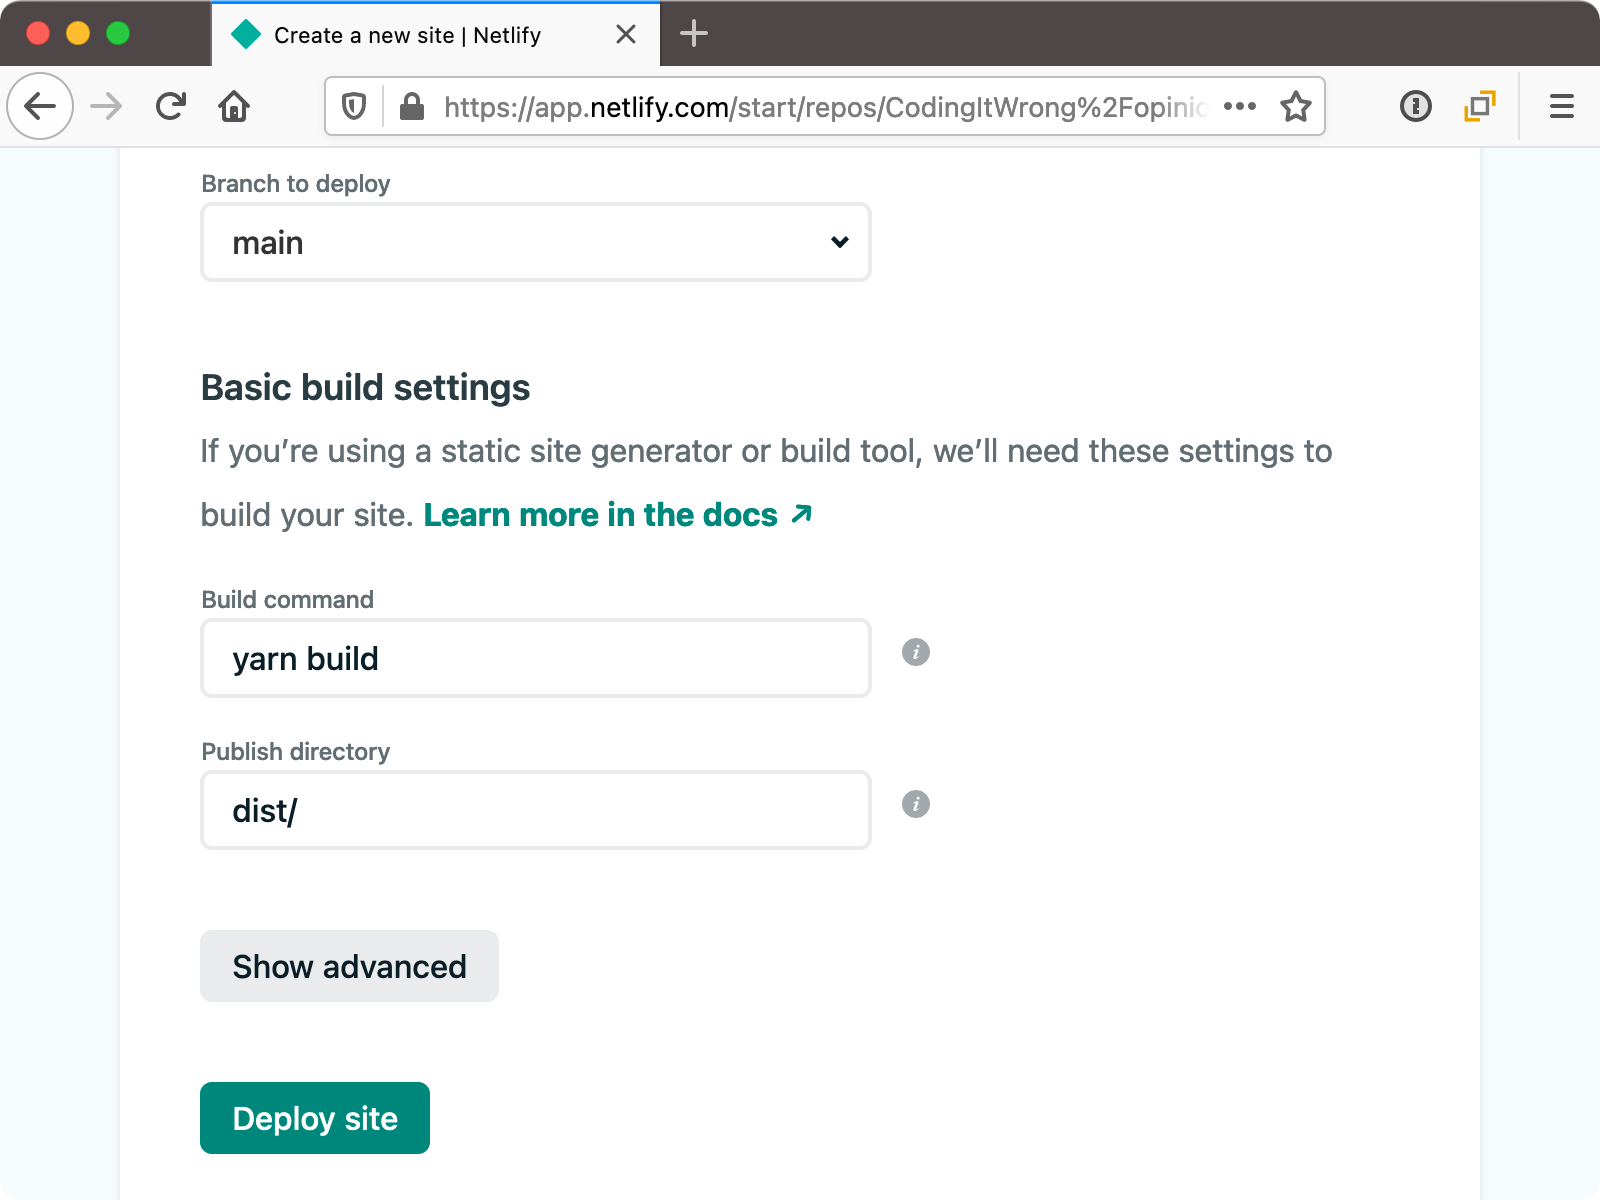 Create a new site | Netlify
https://app.netlify.com/start/repos/CodingItWrong%2Fopinio
Branch to deploy
main
Basic build settings
If you’re using a static site generator or build tool, we’ll need these settings to
build your site. Learn more in the docs
Build command
yarn build
Publish directory
dist/
Show advanced
Deploy site